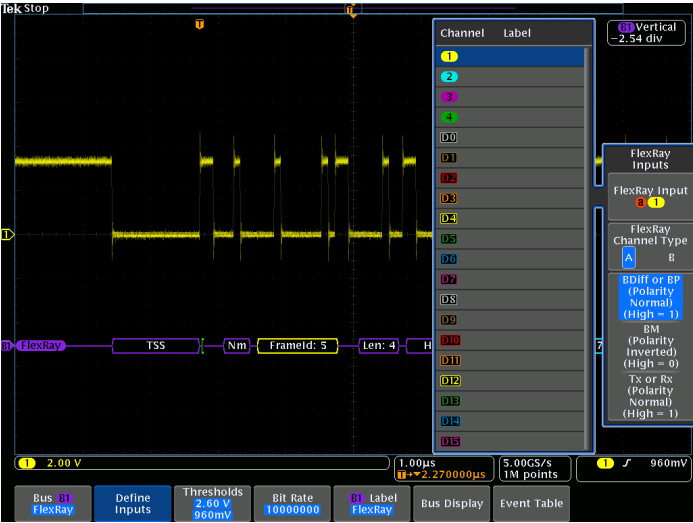 Tek Stop
T
T
B1 Vertical
-2.54 div
Channel Label
1
2
3
4
D0
D1
D2
D3
D4
D5
D6
D7
D8
D9
D10
D11
D12
D13
D14
D15
FlexRay
Inputs
FlexRay Input
a 1
FlexRay
Channel Type
A B
BDiff or BP
(Polarity
Normal)
(High = 1)
BM
(Polarity
Inverted)
(High = 0)
Tx or Rx
(Polarity
Normal)
(High = 1)
1
B1 FlexRay TSS Nm FrameId: 5 Len: 4 H 7
1 2.00 V
1.00µs
T→▼2.270000µs
5.00GS/s
1M points
1 960mV
Bus B1
FlexRay
Define
Inputs
Thresholds
2.60 V
960mV
Bit Rate
10000000
B1 Label
FlexRay
Bus Display
Event Table